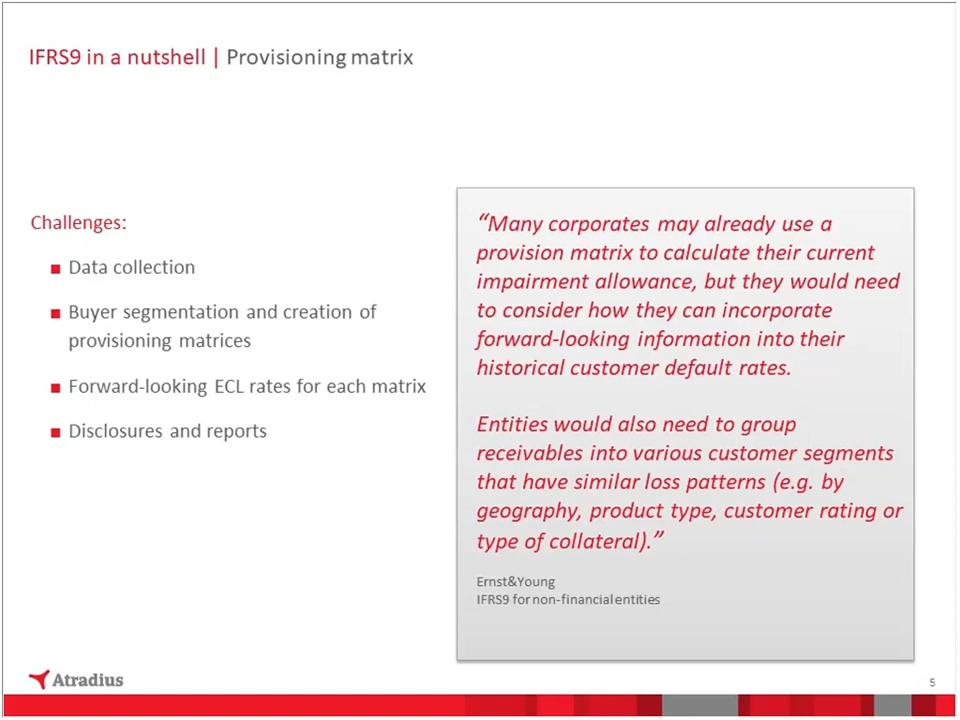 IFRS9 in a nutshell | Provisioning matrix
Challenges:
Data collection
Buyer segmentation and creation of
provisioning matrices
Forward-looking ECL rates for each matrix
Disclosures and reports
“Many corporates may already use a
provision matrix to calculate their current
impairment allowance, but they would need
to consider how they can incorporate
forward-looking information into their
historical customer default rates.
Entities would also need to group
receivables into various customer segments
that have similar loss patterns (e.g. by
geography, product type, customer rating or
type of collateral).”
Ernst&Young
IFRS9 for non-financial entities
Atradius
5